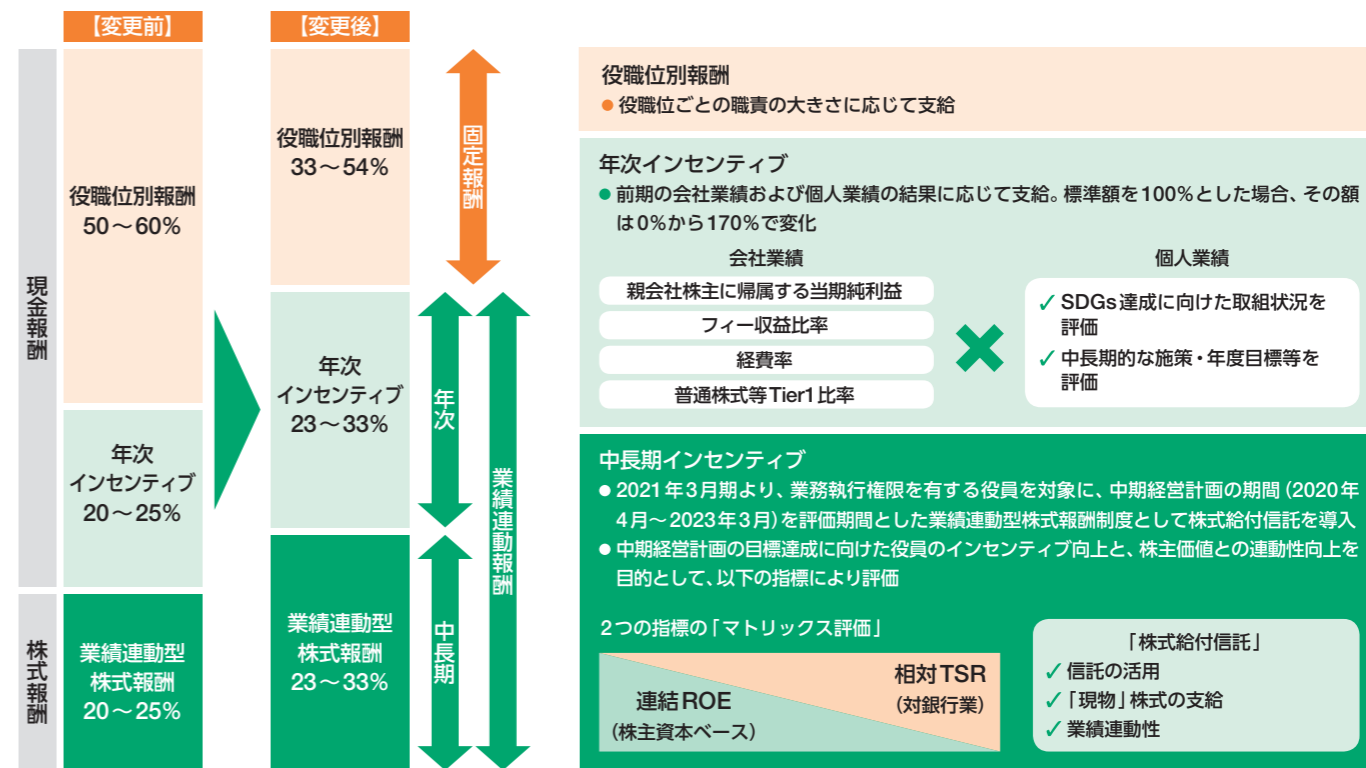 【変更前】
【変更後】
現金報酬
株式報酬
役職位別報酬
50～60%
年次
インセンティブ
20～25%
業績連動型
株式報酬
20～25%
役職位別報酬
33～54%
年次
インセンティブ
23～33%
業績連動型
株式報酬
23～33%
固定報酬
年次
中長期
業績連動報酬
役職位別報酬
● 役職位ごとの職責の大きさに応じて支給
年次インセンティブ
● 前期の会社業績および個人業績の結果に応じて支給。標準額を100%とした場合、その額
は0%から170%で変化
会社業績
親会社株主に帰属する当期純利益
フィー収益比率
経費率
普通株式等Tier1比率
個人業績
✓ SDGs達成に向けた取組状況を
評価
✓ 中長期的な施策・年度目標等を
評価
中長期インセンティブ
● 2021年3月期より、業務執行権限を有する役員を対象に、中期経営計画の期間（2020年
4月～2023年3月）を評価期間とした業績連動型株式報酬制度として株式給付信託を導入
● 中期経営計画の目標達成に向けた役員のインセンティブ向上と、株主価値との連動性向上を
目的として、以下の指標により評価
2つの指標の「マトリックス評価」
連結ROE
（株主資本ベース）
相対TSR
（対銀行業）
「株式給付信託」
✓ 信託の活用
✓ 「現物」株式の支給
✓ 業績連動性